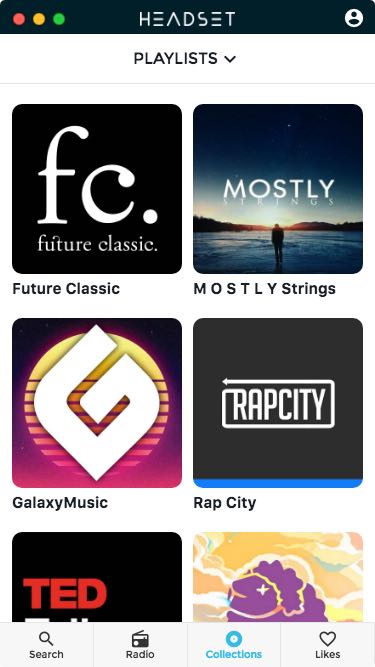 HEADSET
PLAYLISTS
fc.
future classic.
MOSTLY
STRINGS
Future Classic
M O S T L Y Strings
RAPCITY
GalaxyMusic
Rap City
TED
Search
Radio
Collections
Likes